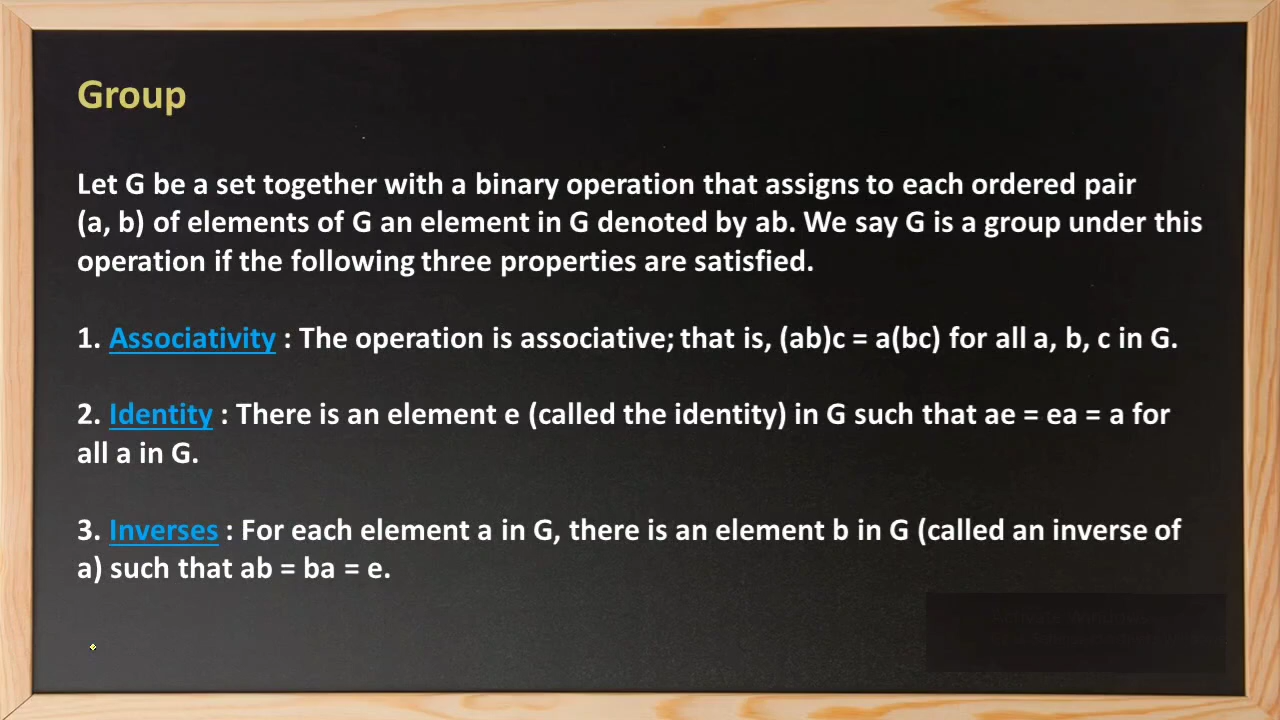 Group
Let G be a set together with a binary operation that assigns to each ordered pair
(a, b) of elements of G an element in G denoted by ab. We say G is a group under this
operation if the following three properties are satisfied.
1. Associativity : The operation is associative; that is, (ab)c = a(bc) for all a, b, c in G.
2. Identity : There is an element e (called the identity) in G such that ae = ea = a for
all a in G.
3. Inverses : For each element a in G, there is an element b in G (called an inverse of
a) such that ab = ba = e.